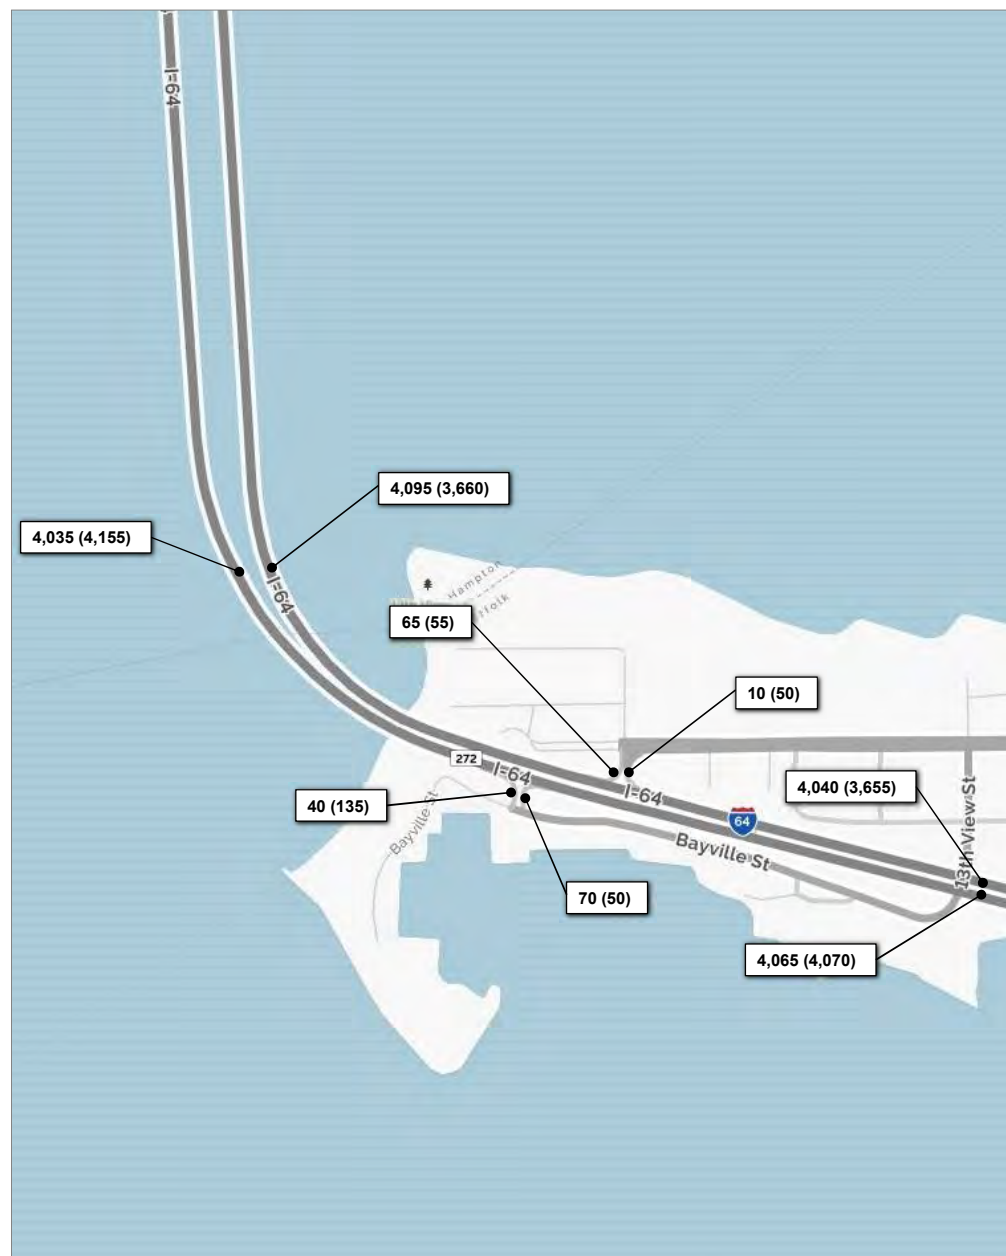 I-64
4,095 (3,660)
4,035 (4,155)
I-64
Hampton
65 (55)
10 (50)
272
I-64
I-64
4,040 (3,655)
40 (135)
64
Bayville St
Bayville St
13th View St
70 (50)
4,065 (4,070)